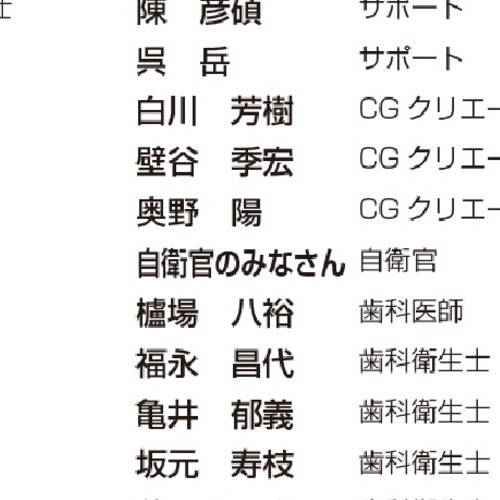 士
陳　彦碩　サポート
呉　岳　サポート
白川　芳樹　CG クリエー
壁谷　季宏　CG クリエー
奥野　陽　CG クリエー
自衛官のみなさん　自衛官
櫨場　八裕　歯科医師
福永　昌代　歯科衛生士
亀井　郁義　歯科衛生士
坂元　寿枝　歯科衛生士